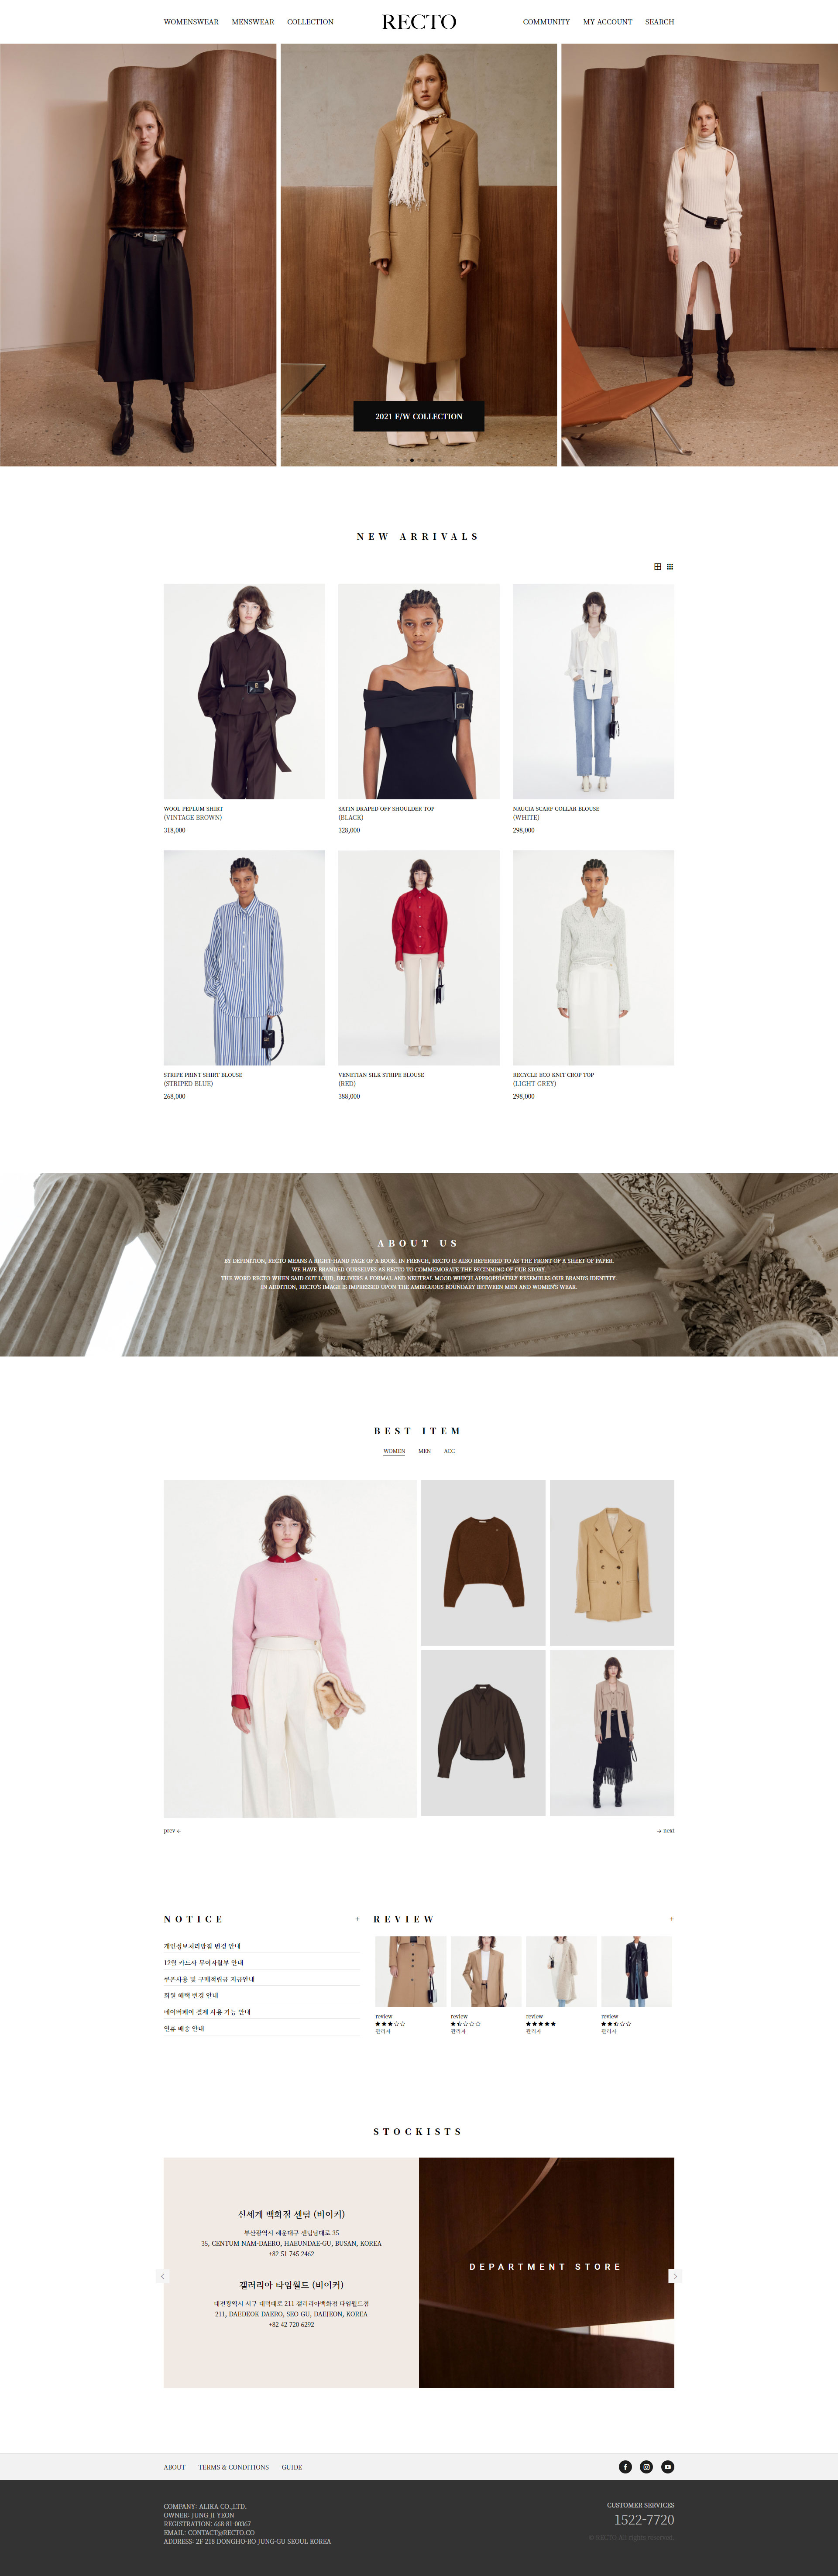 WOMENSWEAR MENSWEAR COLLECTION RECTO COMMUNITY MY ACCOUNT SEARCH
2021 F/W COLLECTION
NEW ARRIVALS
WOOL PEPLUM SHIRT
(VINTAGE BROWN)
318,000
SATIN DRAPED OFF SHOULDER TOP
(BLACK)
328,000
NAUCIA SCARF COLLAR BLOUSE
(WHITE)
298,000
STRIPE PRINT SHIRT BLOUSE
(STRIPED BLUE)
268,000
VENETIAN SILK STRIPE BLOUSE
(RED)
388,000
RECYCLE ECO KNIT CROP TOP
(LIGHT GREY)
298,000
ABOUT US
BY DEFINITION, RECTO MEANS A RIGHT-HAND PAGE OF A BOOK. IN FRENCH, RECTO IS ALSO REFERRED TO AS THE FRONT OF A SHEET OF PAPER.
WE HAVE BRANDED OURSELVES AS RECTO TO COMMEMORATE THE BEGINNING OF OUR STORY.
THE WORD RECTO WHEN SAID OUT LOUD, DELIVERS A FORMAL AND NEUTRAL MOOD WHICH APPROPRIATELY RESEMBLES OUR BRAND'S IDENTITY.
IN ADDITION, RECTO'S IMAGE IS IMPRESSED UPON THE AMBIGUOUS BOUNDARY BETWEEN MEN AND WOMEN'S WEAR.
BEST ITEM
WOMEN MEN ACC
prev ←
→ next
NOTICE +
개인정보처리방침 변경 안내
12월 카드사 무이자할부 안내
쿠폰사용 및 구매적립금 지급안내
회원 혜택 변경 안내
네이버페이 결제 사용 가능 안내
연휴 배송 안내
REVIEW +
review
관리자
review
관리자
review
관리자
review
관리자
STOCKISTS
신세계 백화점 센텀 (비이커)
부산광역시 해운대구 센텀남대로 35
35, CENTUM NAM-DAERO, HAEUNDAE-GU, BUSAN, KOREA
+82 51 745 2462
갤러리아 타임월드 (비이커)
대전광역시 서구 대덕대로 211 갤러리아백화점 타임월드점
211, DAEDEOK-DAERO, SEO-GU, DAEJEON, KOREA
+82 42 720 6292
DEPARTMENT STORE
ABOUT TERMS & CONDITIONS GUIDE
COMPANY: ALIKA CO.,LTD.
OWNER: JUNG JI YEON
REGISTRATION: 668-81-00367
EMAIL: CONTACT@RECTO.CO
ADDRESS: 2F 218 DONGHO-RO JUNG-GU SEOUL KOREA
CUSTOMER SERVICES
1522-7720
© RECTO All rights reserved.